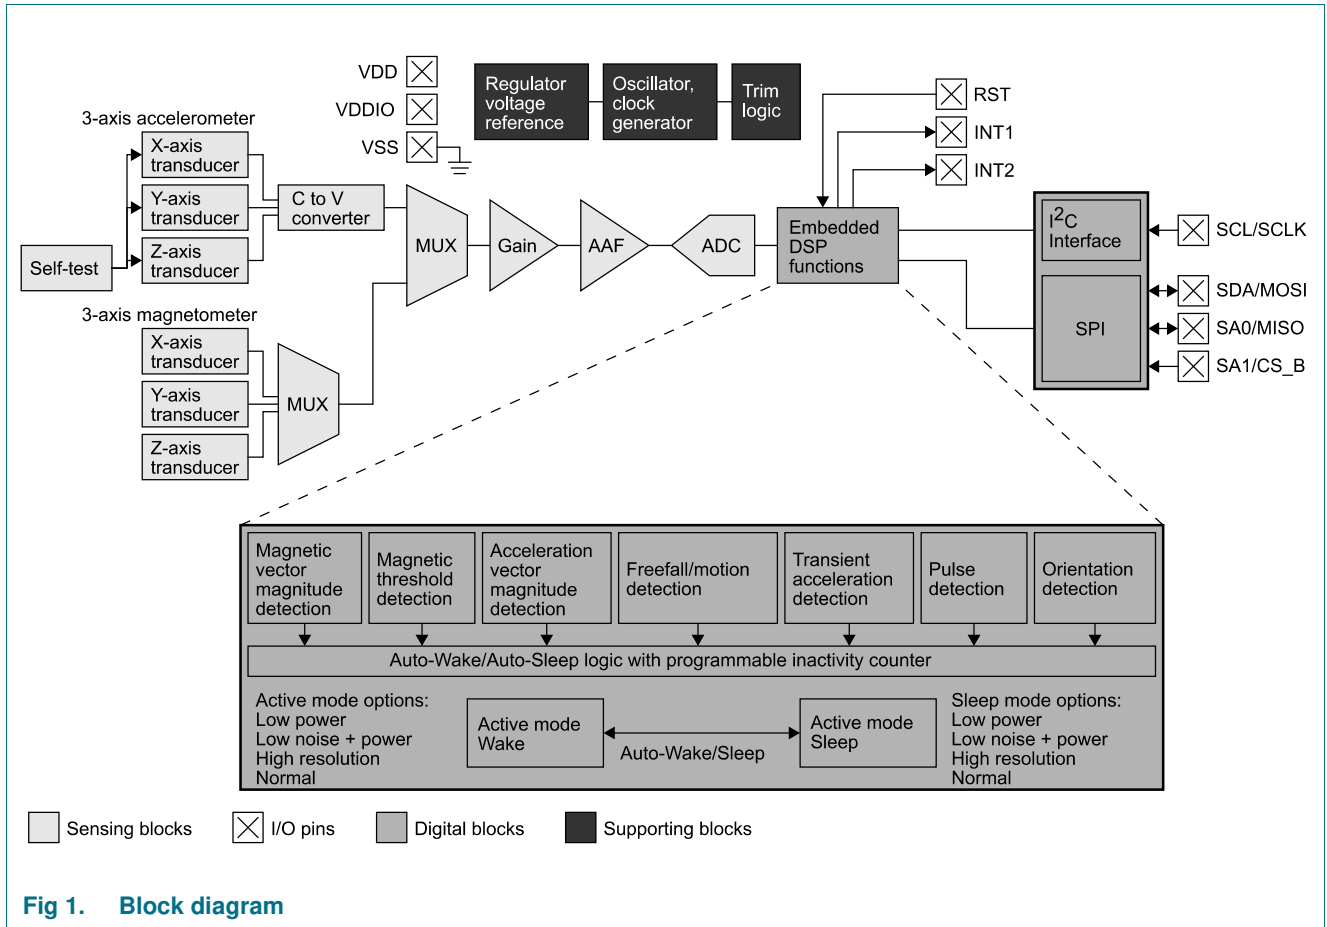 VDD
VDDIO
VSS
Regulator
voltage
reference
Oscillator,
clock
generator
Trim
logic
RST
INT1
INT2
3-axis accelerometer
X-axis
transducer
Y-axis
transducer
Z-axis
transducer
Self-test
C to V
converter
MUX
Gain
AAF
ADC
Embedded
DSP
functions
I2C
Interface
SPI
SCL/SCLK
SDA/MOSI
SA0/MISO
SA1/CS_B
3-axis magnetometer
X-axis
transducer
Y-axis
transducer
Z-axis
transducer
MUX
Magnetic
vector
magnitude
detection
Magnetic
threshold
detection
Acceleration
vector
magnitude
detection
Freefall/motion
detection
Transient
acceleration
detection
Pulse
detection
Orientation
detection
Auto-Wake/Auto-Sleep logic with programmable inactivity counter
Active mode options:
Low power
Low noise + power
High resolution
Normal
Active mode
Wake
Auto-Wake/Sleep
Active mode
Sleep
Sleep mode options:
Low power
Low noise + power
High resolution
Normal
Sensing blocks
I/O pins
Digital blocks
Supporting blocks
Fig 1. Block diagram